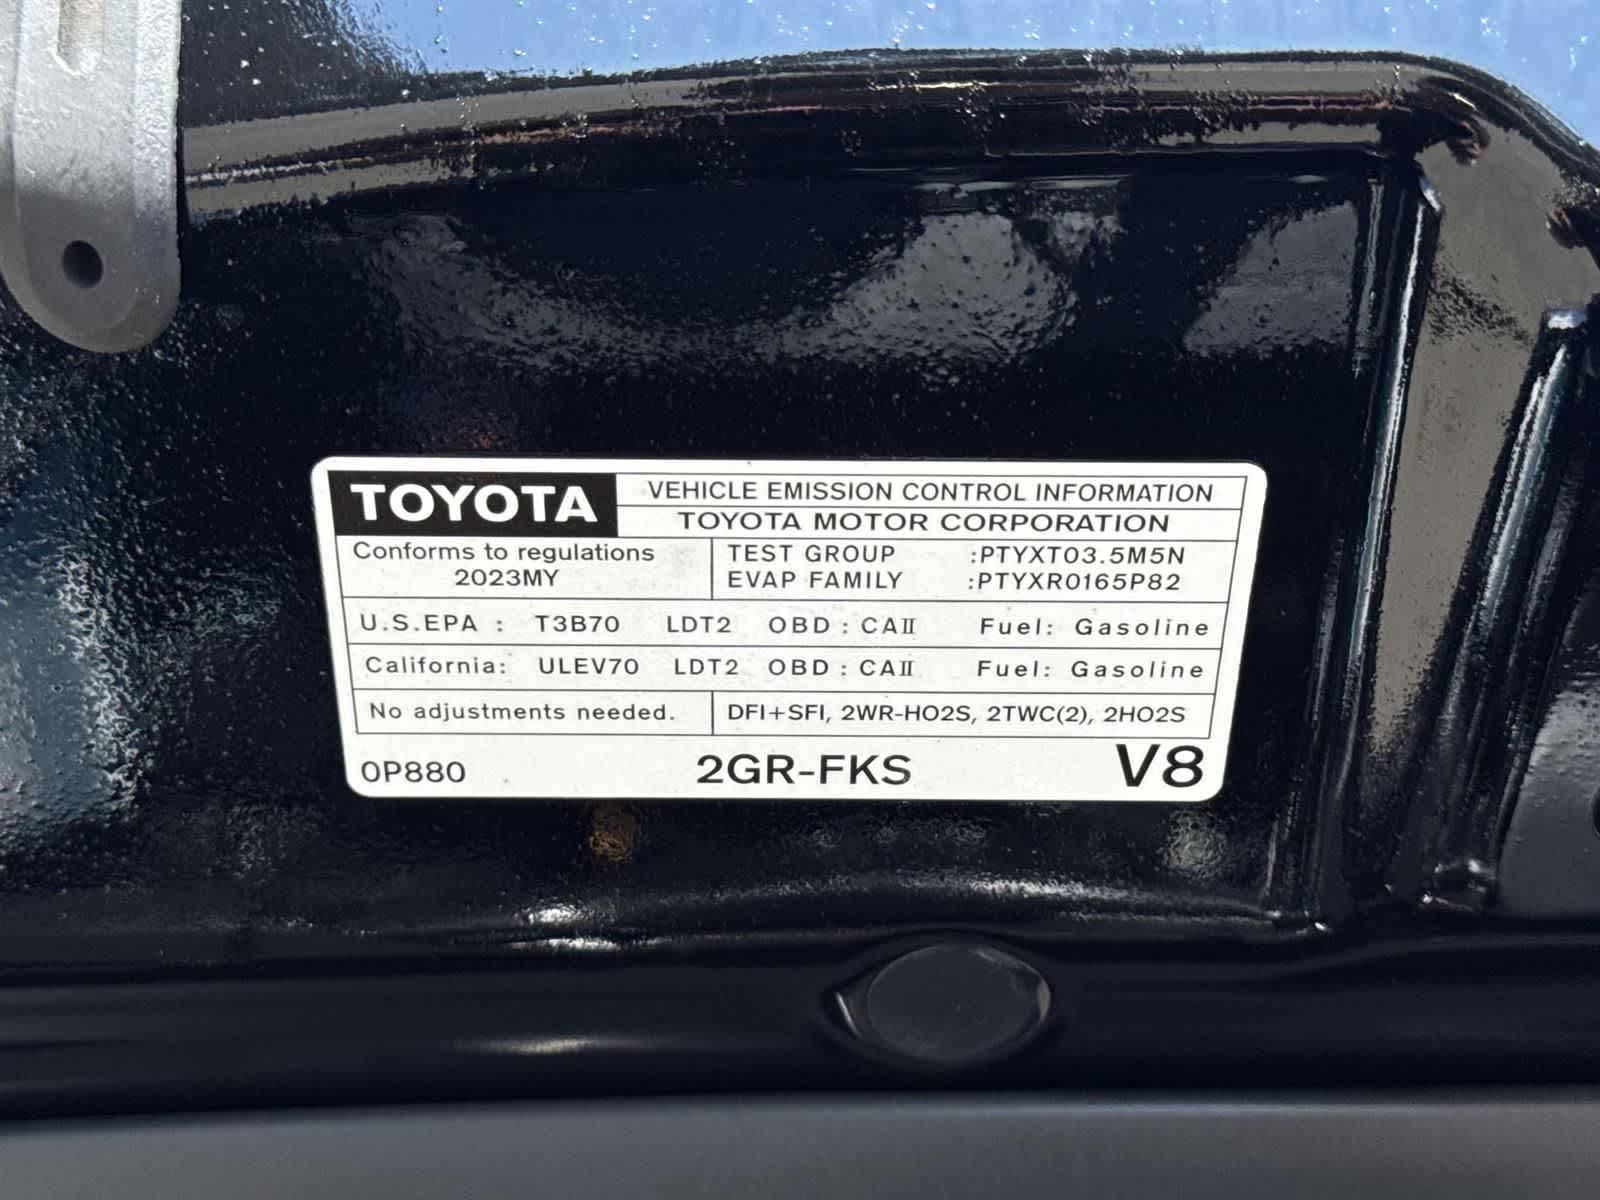 TOYOTA
VEHICLE EMISSION CONTROL INFORMATION
TOYOTA MOTOR CORPORATION
Conforms to regulations
2023MY
TEST GROUP :PTYXT03.5M5N
EVAP FAMILY :PTYXR0165P82
U.S.EPA : T3B70 LDT2 OBD : CAⅡ Fuel: Gasoline
California: ULEV70 LDT2 OBD : CAⅡ Fuel: Gasoline
No adjustments needed.
DFI+SFI, 2WR-HO2S, 2TWC(2), 2HO2S
0P880 2GR-FKS V8